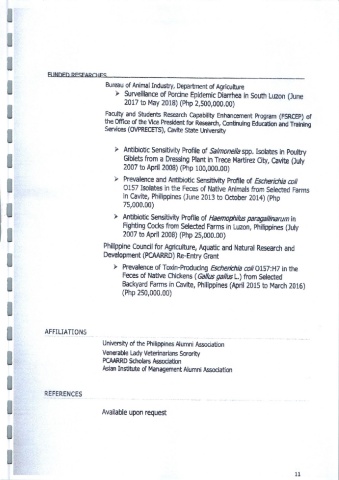 FUNDED RESEARCHES
Bureau of Animal Industry, Department of Agriculture
➤ Surveillance of Porcine Epidemic Diarrhea in South Luzon (June
2017 to May 2018) (Php 2,500,000.00)
Faculty and Students Research Capability Enhancement Program (FSRCEP) of
the Office of the Vice President for Research, Continuing Education and Training
Services (OVPRECETS), Cavite State University
➤ Antibiotic Sensitivity Profile of Salmonella spp. Isolates in Poultry
Giblets from a Dressing Plant in Trece Martirez City, Cavite (July
2007 to April 2008) (Php 100,000.00)
➤ Prevalence and Antibiotic Sensitivity Profile of Escherichia coli
O157 Isolates in the Feces of Native Animals from Selected Farms
in Cavite, Philippines (June 2013 to October 2014) (Php
75,000.00)
➤ Antibiotic Sensitivity Profile of Haemophilus paragallinarum in
Fighting Cocks from Selected Farms in Luzon, Philippines (July
2007 to April 2008) (Php 25,000.00)
Philippine Council for Agriculture, Aquatic and Natural Research and
Development (PCAARRD) Re-Entry Grant
➤ Prevalence of Toxin-Producing Escherichia coli O157:H7 in the
Feces of Native Chickens (Gallus gallus L.) from Selected
Backyard Farms in Cavite, Philippines (April 2015 to March 2016)
(Php 250,000.00)
AFFILIATIONS
University of the Philippines Alumni Association
Venerable Lady Veterinarians Sorority
PCAARRD Scholars Association
Asian Institute of Management Alumni Association
REFERENCES
Available upon request
11